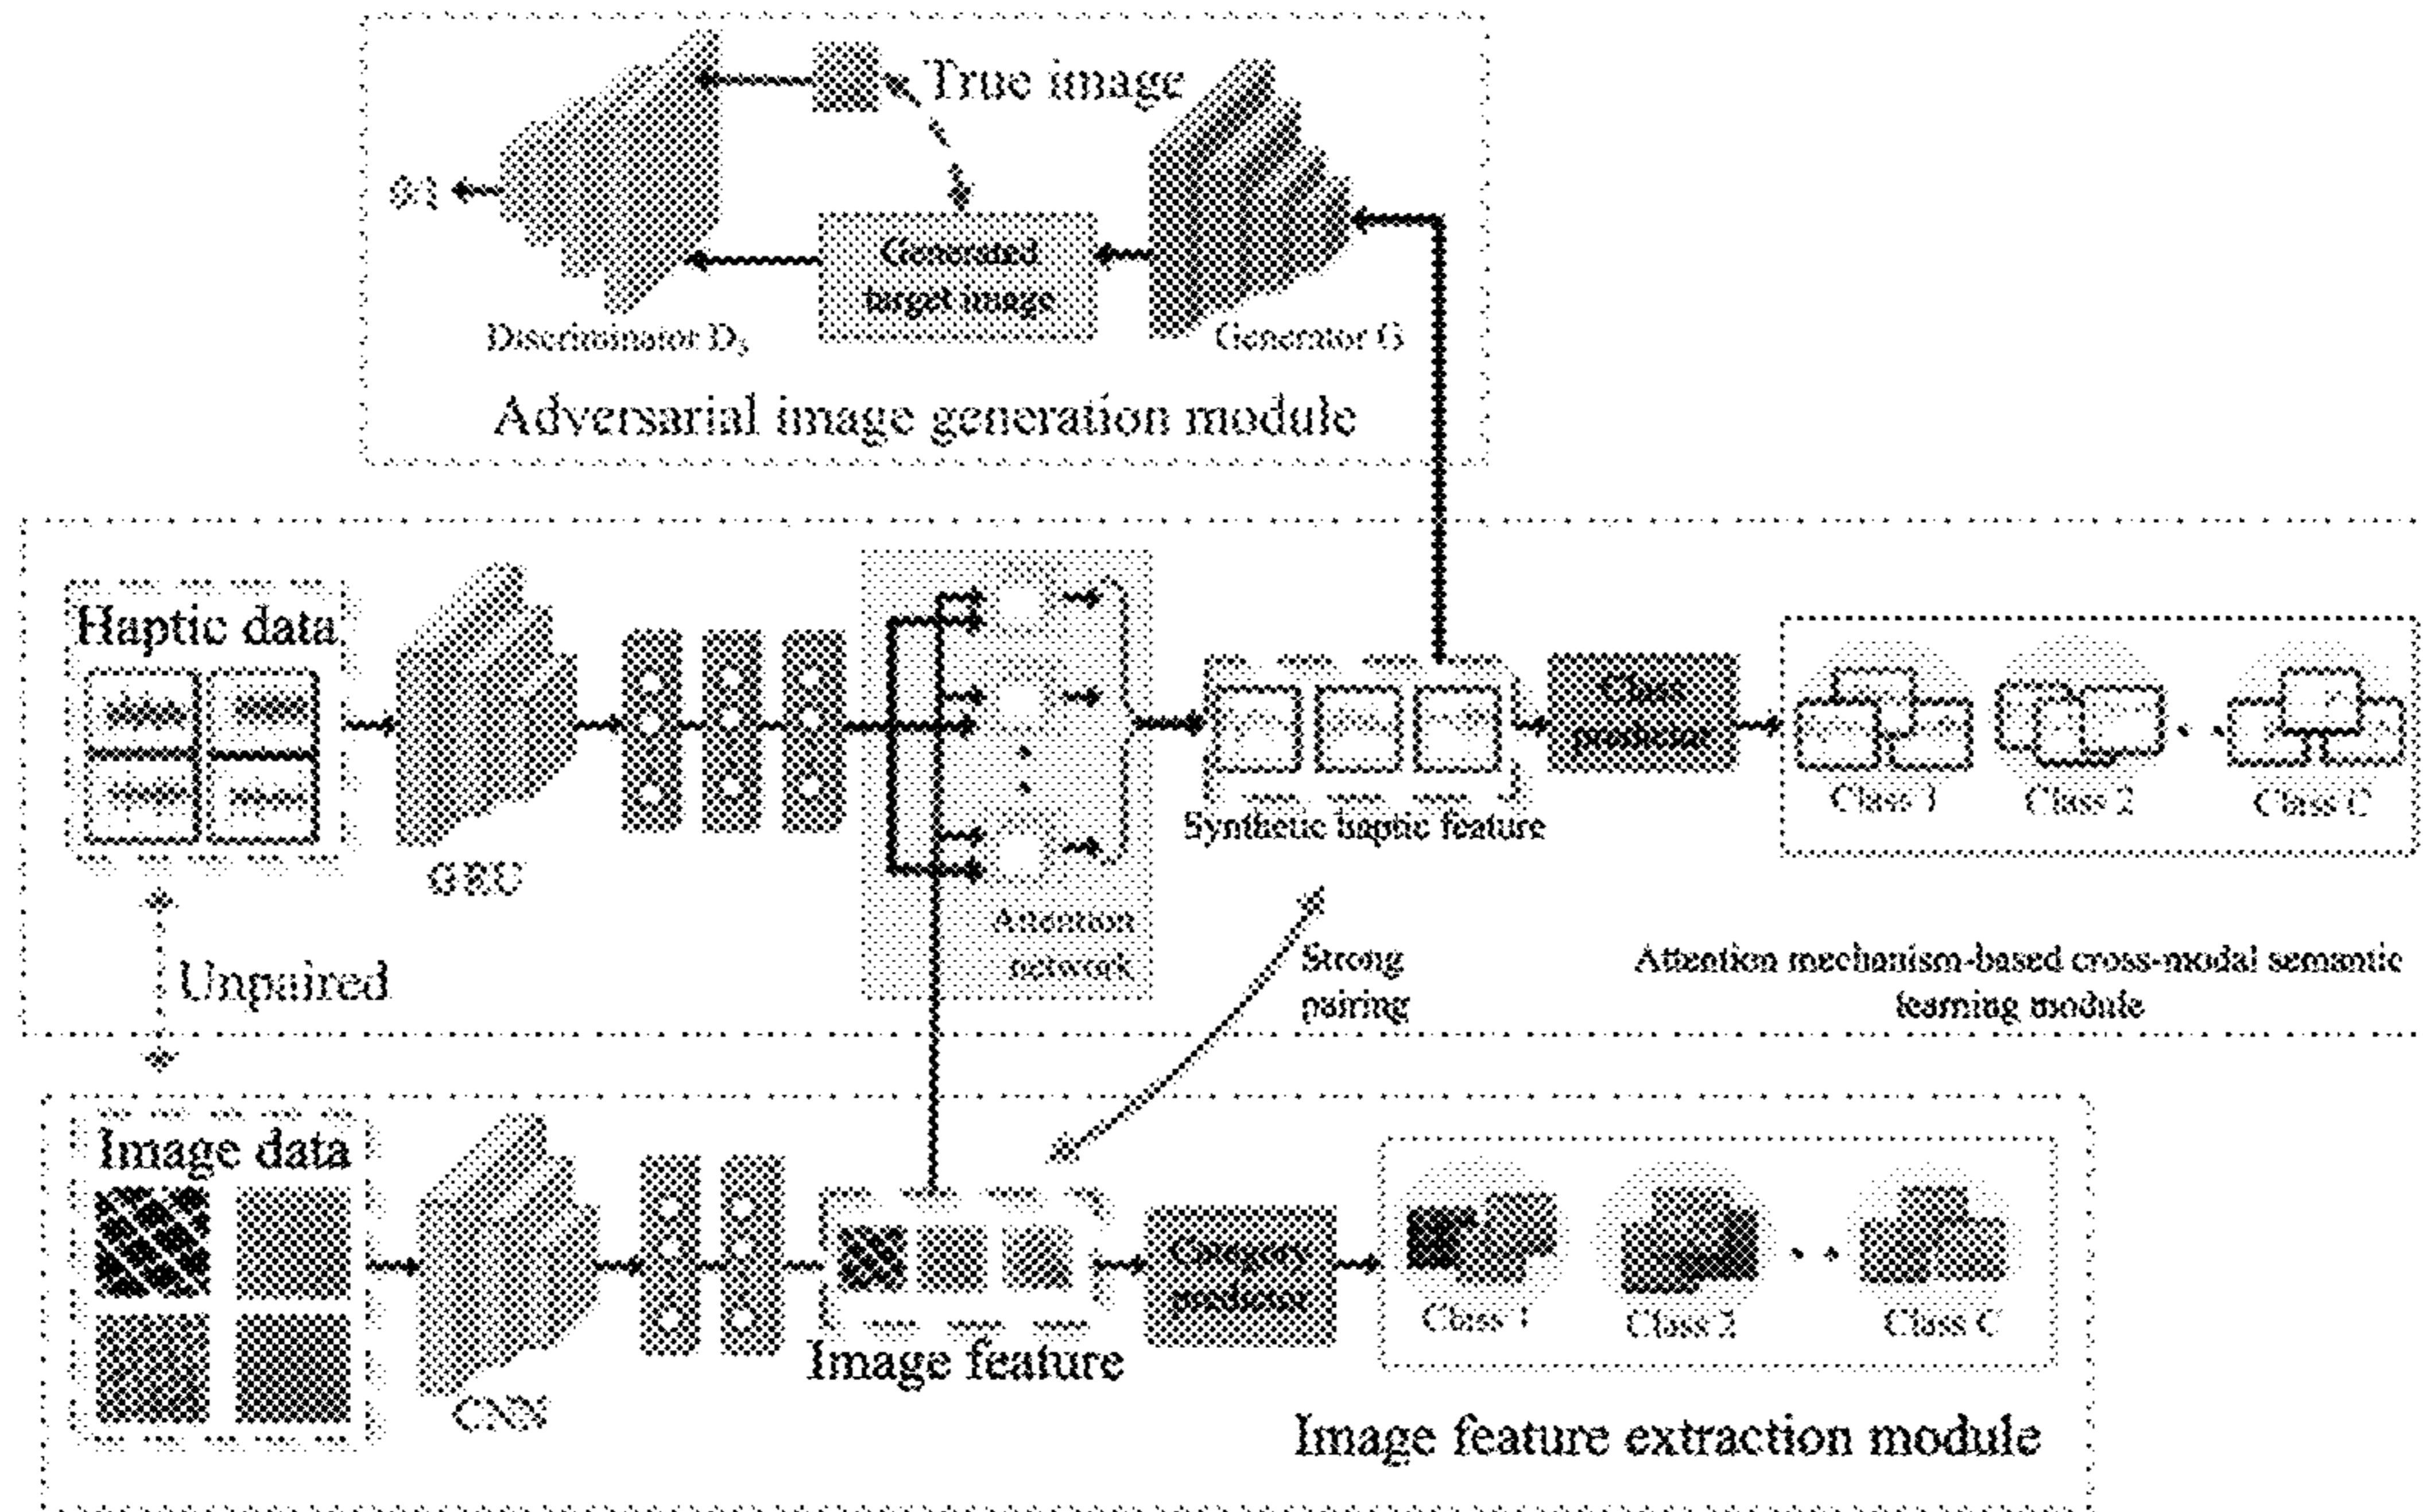 True image
0/1
Generated
target image
Discriminator D₃
Generator G
Adversarial image generation module
Haptic data
GRU
Attention
network
Synthetic haptic feature
Class
predictor
Class 1
Class 2
Class C
Unpaired
Strong
pairing
Attention mechanism-based cross-modal semantic
learning module
Image data
CNN
Image feature
Category
predictor
Class 1
Class 2
Class C
Image feature extraction module